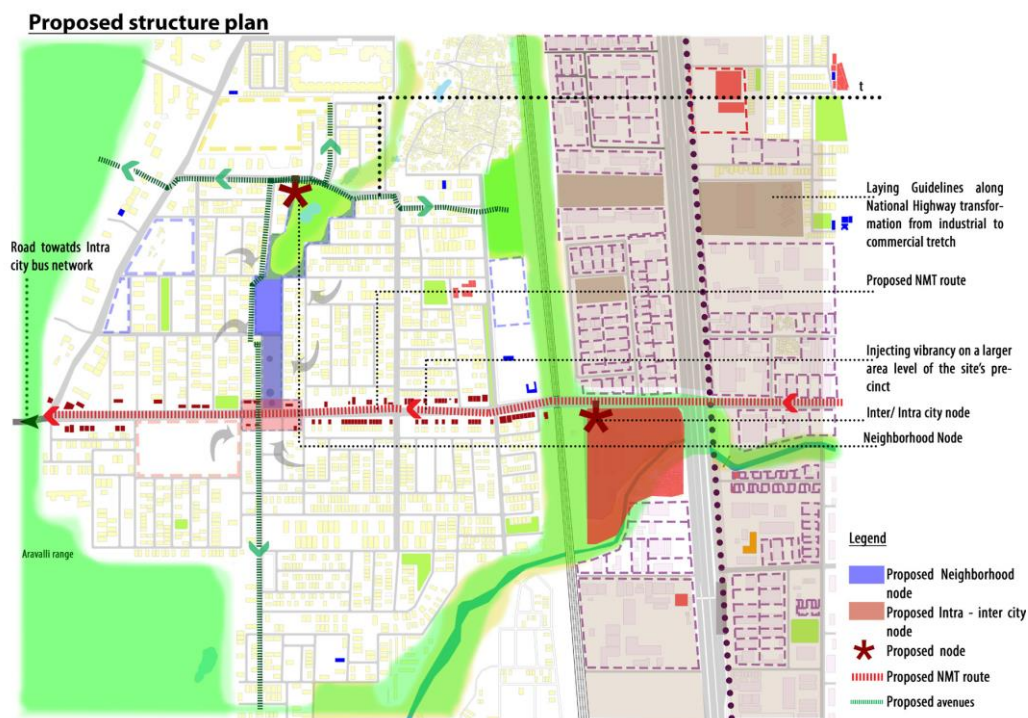 Proposed structure plan
t
Laying Guidelines along
National Highway transfor-
mation from industrial to
commercial tretch
Road towards Intra
city bus network
Proposed NMT route
Injecting vibrancy on a larger
area level of the site's pre-
cinct
Inter/ Intra city node
Neighborhood Node
Aravalli range
Legend
Proposed Neighborhood
node
Proposed Intra - inter city
node
Proposed node
Proposed NMT route
Proposed avenues